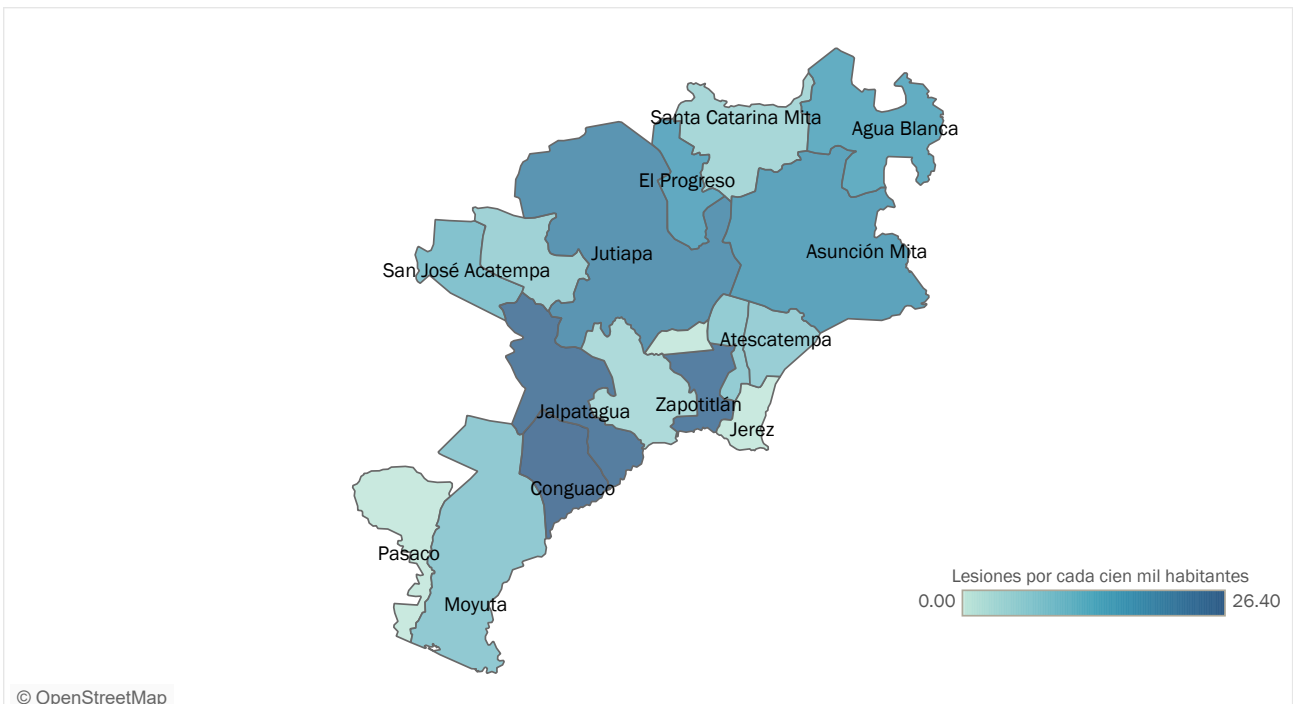 Santa Catarina Mita
Agua Blanca
El Progreso
Jutiapa
Asunción Mita
San José Acatempa
Atescatempa
Zapotitlán
Jalpatagua
Jerez
Conguaco
Pasaco
Moyuta
Lesiones por cada cien mil habitantes
0.00
26.40
© OpenStreetMap